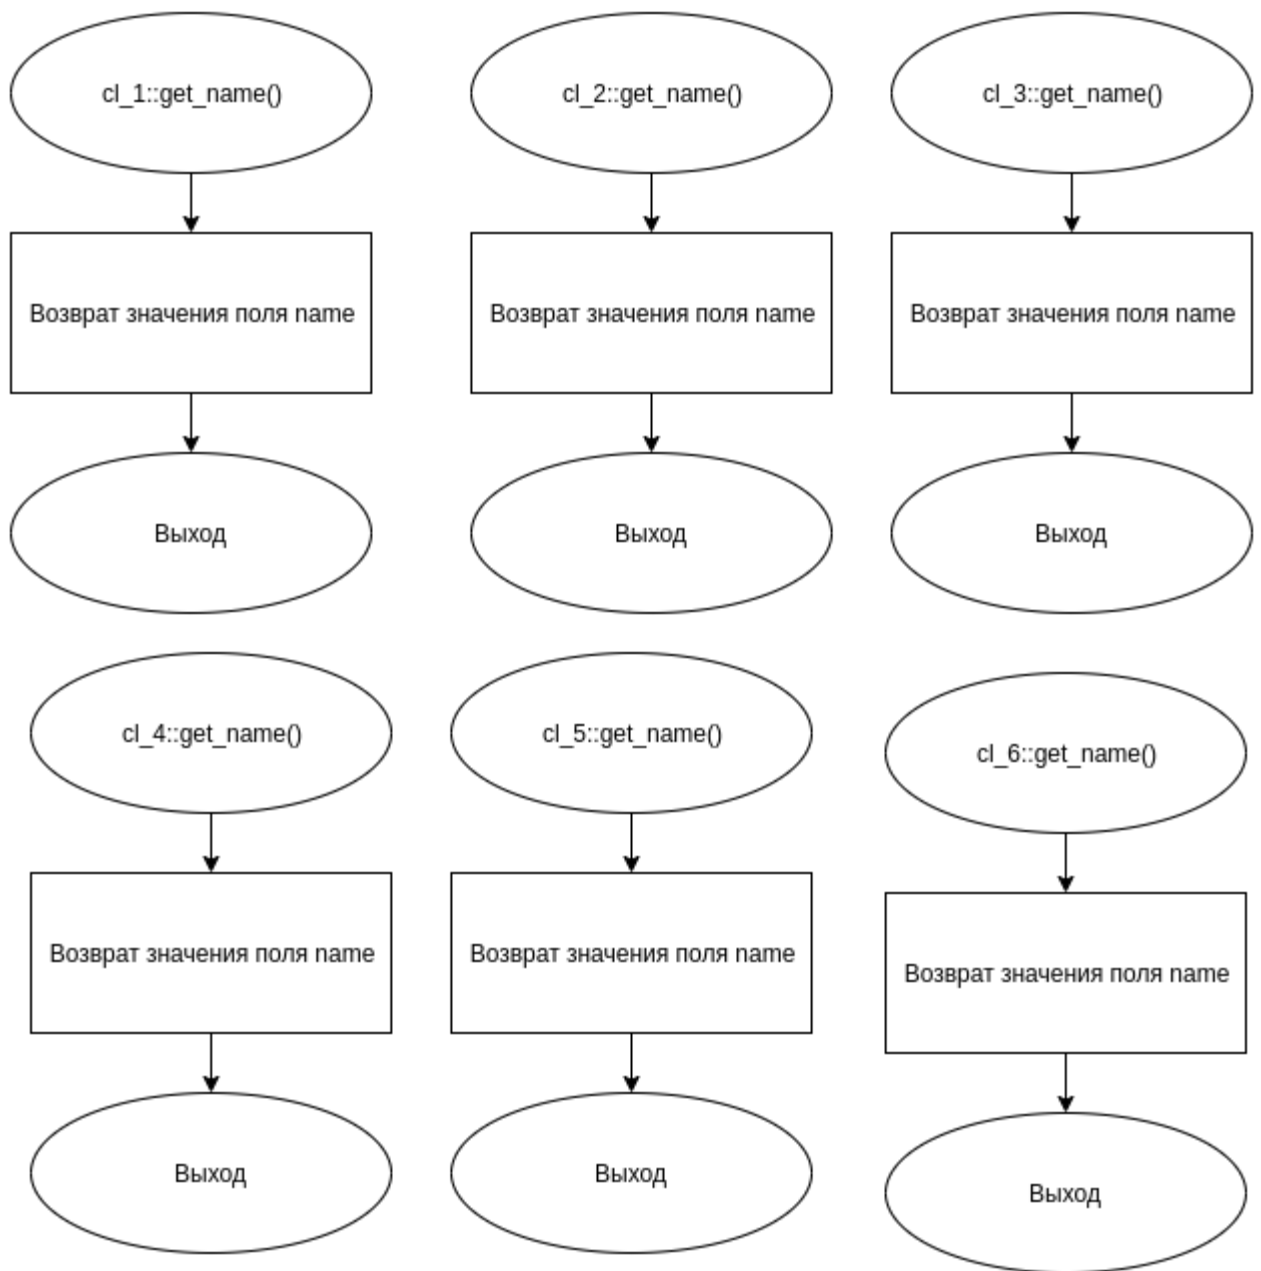 cl_1::get_name()
cl_2::get_name()
cl_3::get_name()
Возврат значения поля name
Возврат значения поля name
Возврат значения поля name
Выход
Выход
Выход
cl_4::get_name()
cl_5::get_name()
cl_6::get_name()
Возврат значения поля name
Возврат значения поля name
Возврат значения поля name
Выход
Выход
Выход